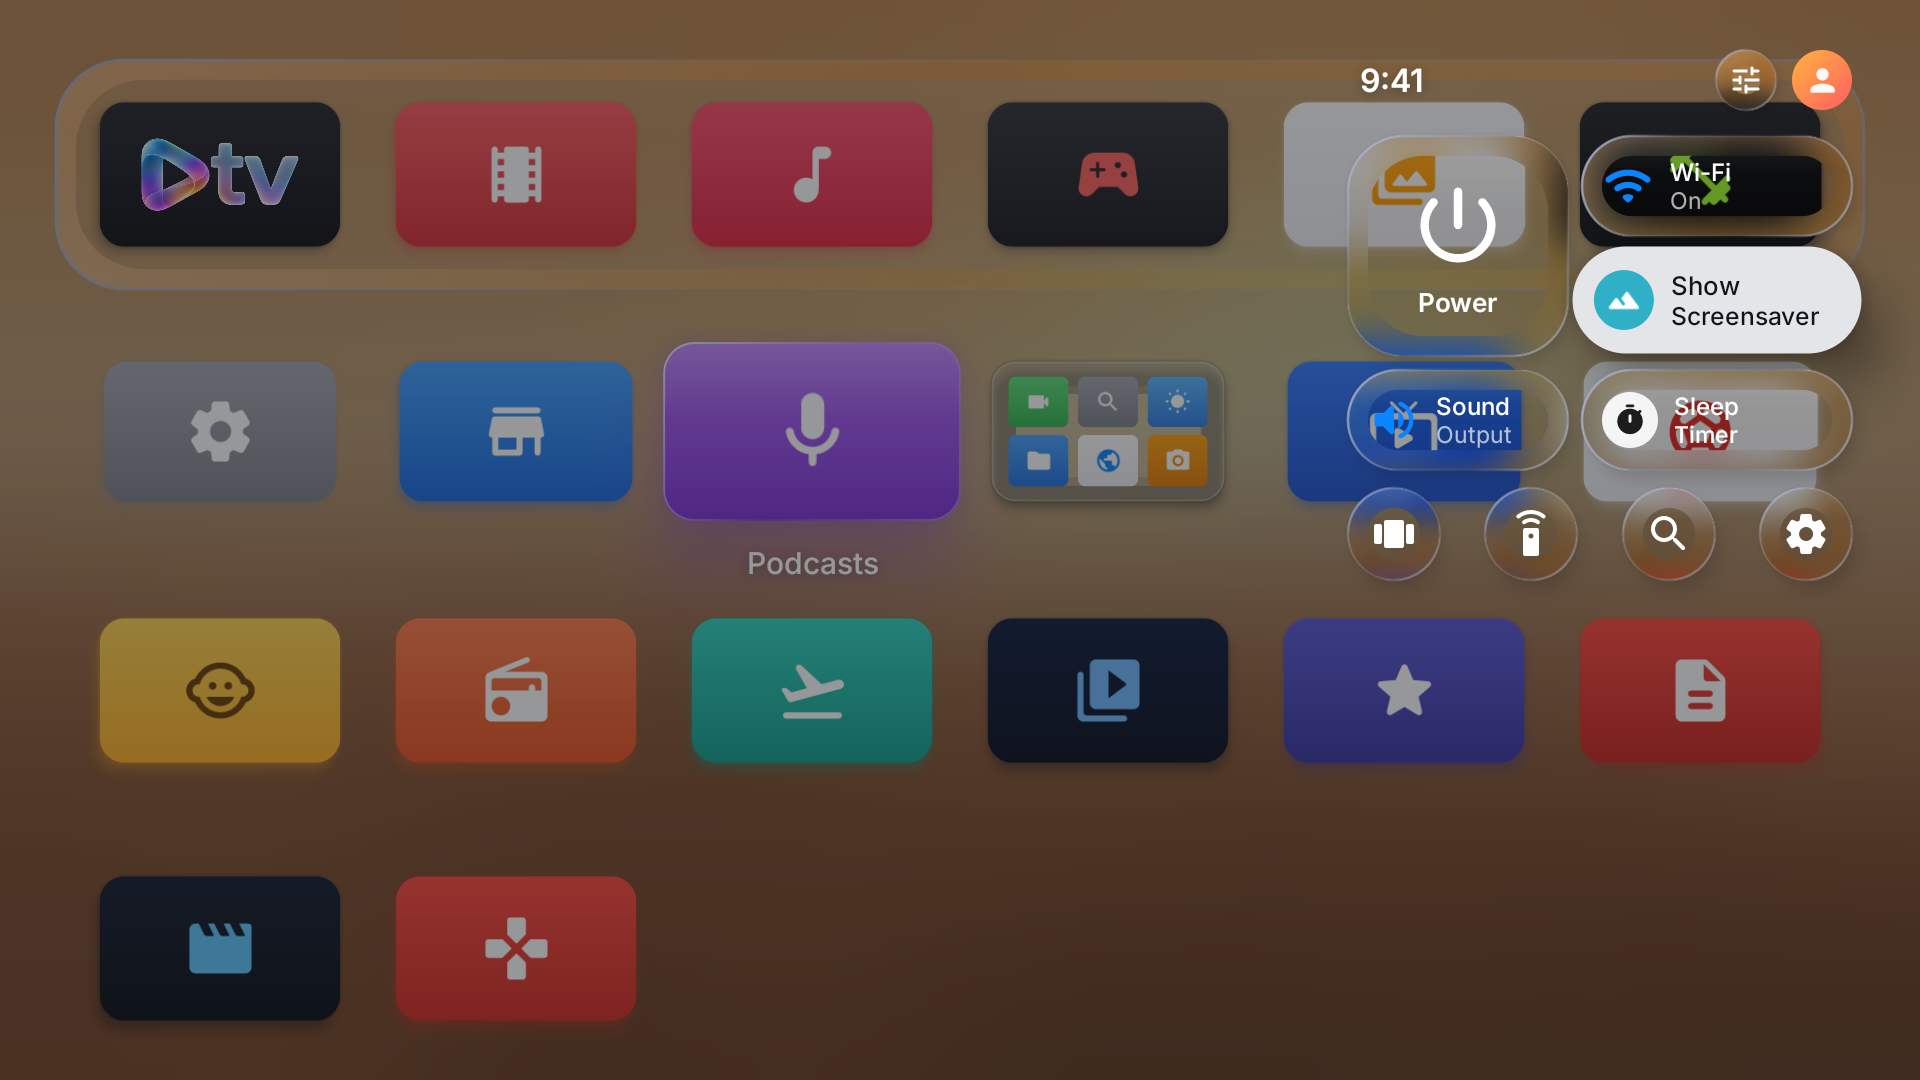 9:41
tv
Wi-Fi
On
Power
Show
Screensaver
Sound
Output
Sleep
Timer
Podcasts